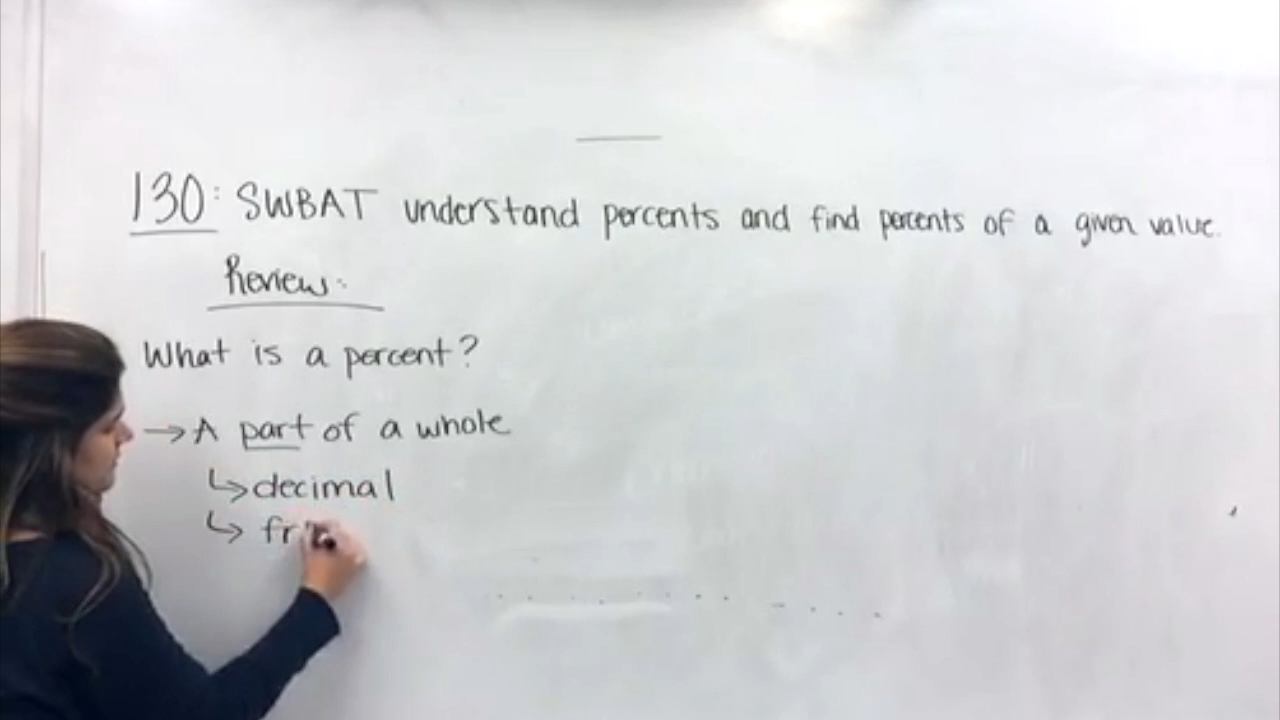 130: SWBAT understand percents and find percents of a given value.
Review:
What is a percent?
→ A part of a whole
↳ decimal
↳ fr